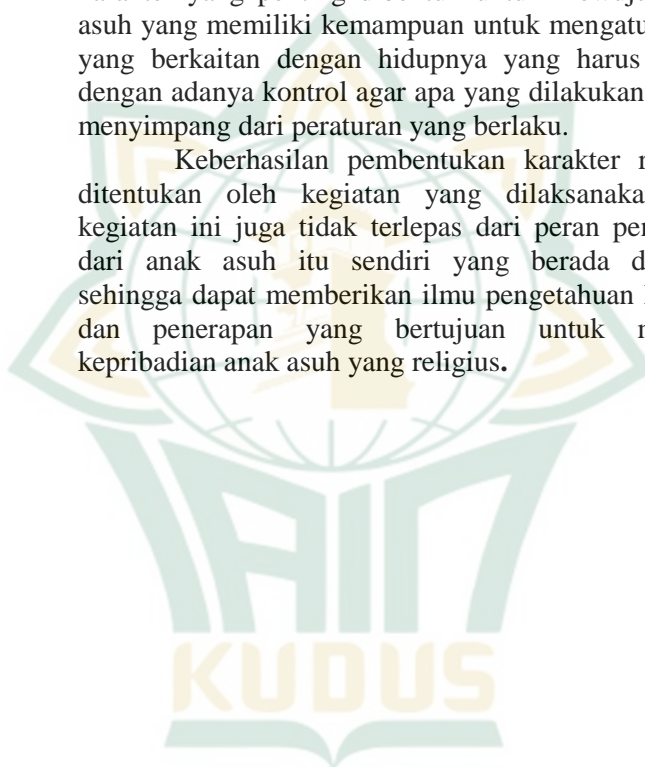 asuh yang memiliki kemampuan untuk mengatu
yang berkaitan dengan hidupnya yang harus
dengan adanya kontrol agar apa yang dilakukan
menyimpang dari peraturan yang berlaku.
Keberhasilan pembentukan karakter
ditentukan oleh kegiatan yang dilaksanaka
kegiatan ini juga tidak terlepas dari peran per
dari anak asuh itu sendiri yang berada d
sehingga dapat memberikan ilmu pengetahuan
dan penerapan yang bertujuan untuk
kepribadian anak asuh yang religius.
IAIN
KUDUS